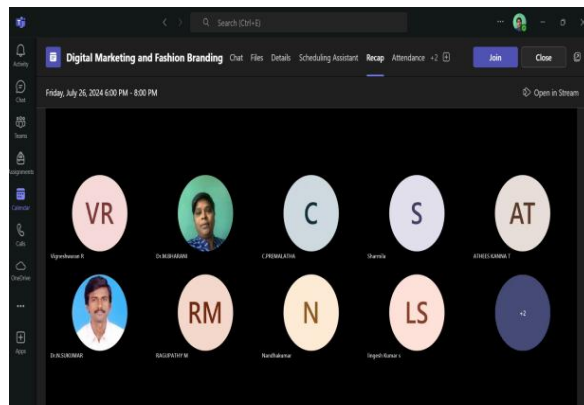 Search (Ctrl+E)
Digital Marketing and Fashion Branding Chat Files Details Scheduling Assistant Recap Attendance +2 Join Close
Friday, July 26, 2024 6:00 PM - 8:00 PM Open in Stream
Activity
Chat
Teams
Assignments
Calendar
Calls
OneDrive
Apps
VR C S AT
Vigneshwaran R Dr.M.BHARANI C.PREMALATHA Sharmila ATHEES KANNA T
RM N LS +2
Dr.N.SUKUMAR RAGUPATHY M Nandhakumar lingesh Kumar s